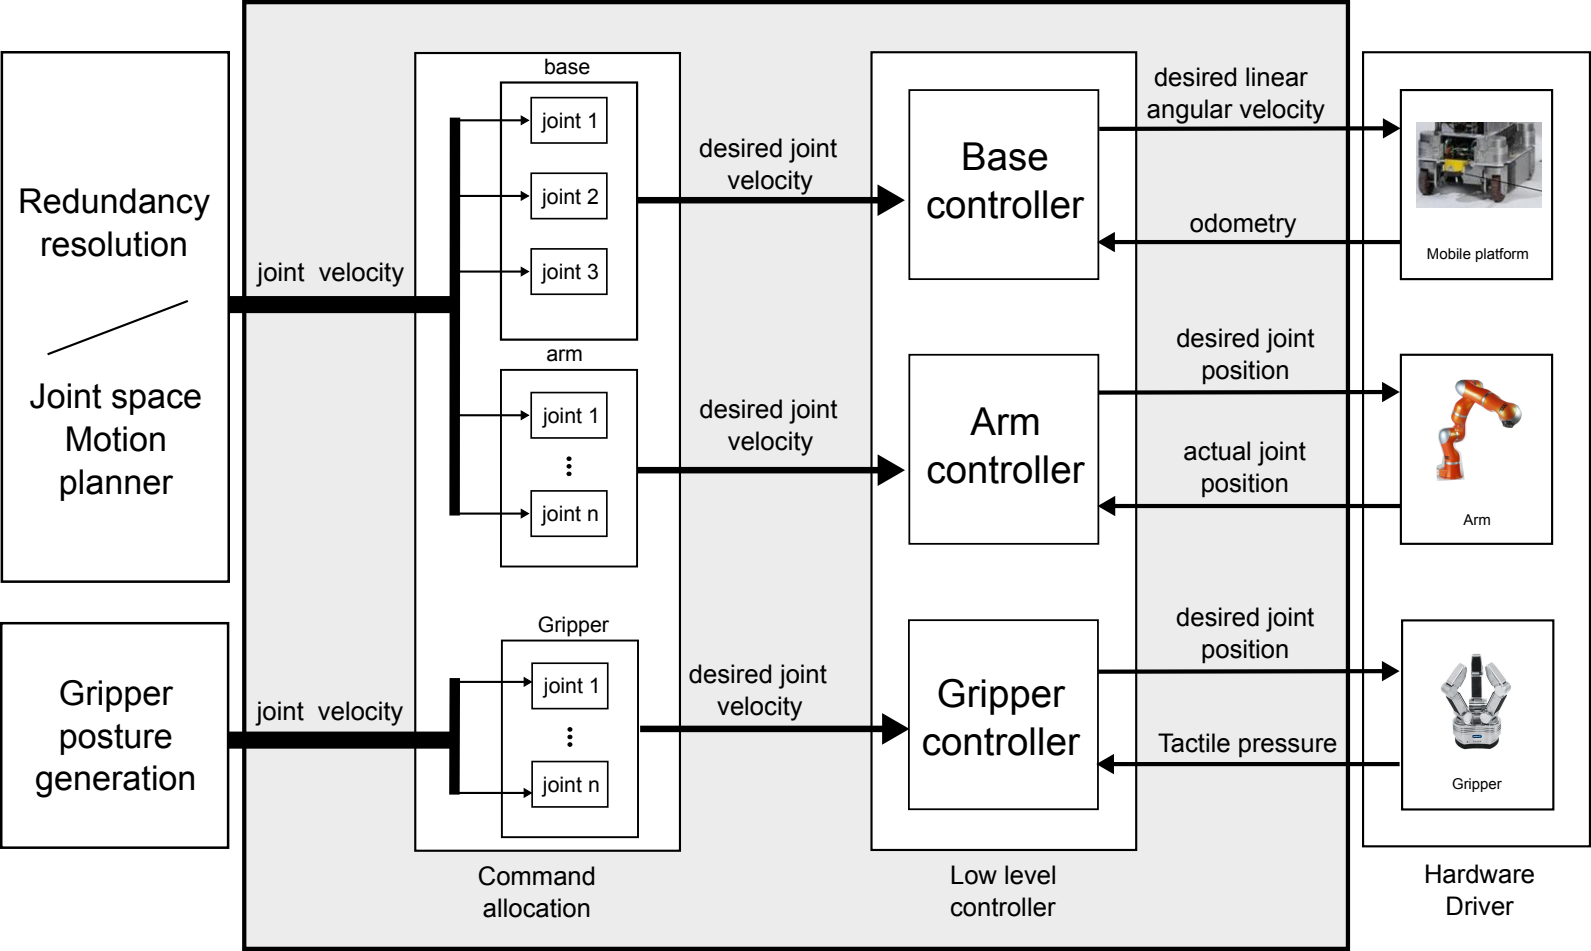 Redundancy
resolution
Joint space
Motion
planner
Gripper
posture
generation
joint velocity
joint velocity
base
joint 1
joint 2
joint 3
arm
joint 1
joint n
Gripper
joint 1
joint n
Command
allocation
desired joint
velocity
desired joint
velocity
desired joint
velocity
Base
controller
Arm
controller
Gripper
controller
Low level
controller
desired linear
angular velocity
odometry
desired joint
position
actual joint
position
desired joint
position
Tactile pressure
Mobile platform
Arm
Gripper
Hardware
Driver